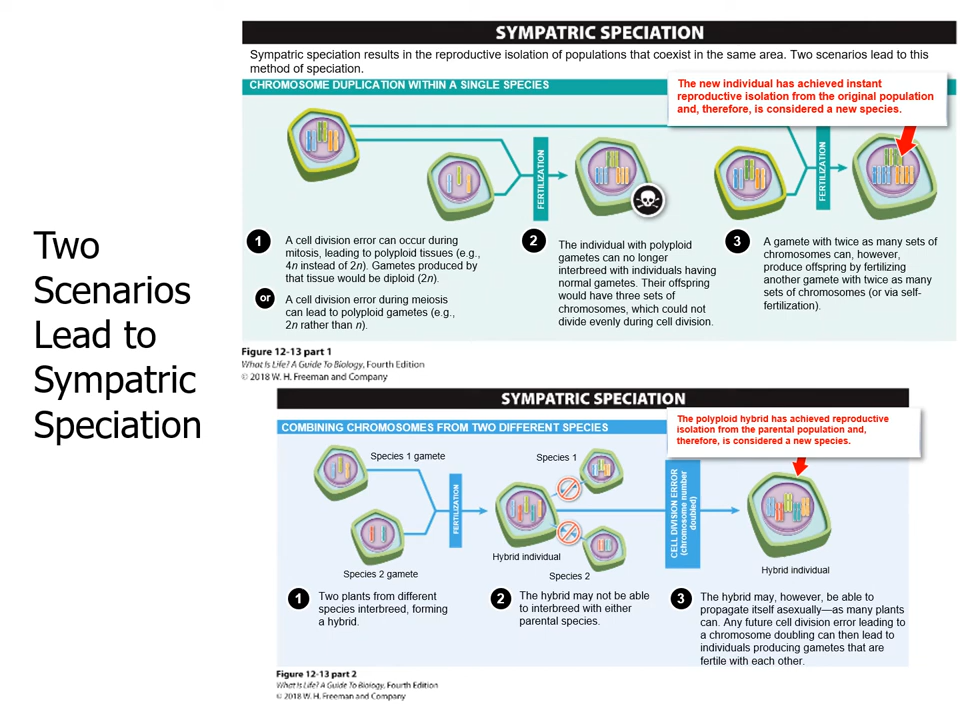 Two
Scenarios
Lead to
Sympatric
Speciation
SYMPATRIC SPECIATION
Sympatric speciation results in the reproductive isolation of populations that coexist in the same area. Two scenarios lead to this
method of speciation.
CHROMOSOME DUPLICATION WITHIN A SINGLE SPECIES
The new individual has achieved instant
reproductive isolation from the original population
and, therefore, is considered a new species.
FERTILIZATION
FERTILIZATION
1
A cell division error can occur during
mitosis, leading to polyploid tissues (e.g.,
4n instead of 2n). Gametes produced by
that tissue would be diploid (2n).
or
A cell division error during meiosis
can lead to polyploid gametes (e.g.,
2n rather than n).
2
The individual with polyploid
gametes can no longer
interbreed with individuals having
normal gametes. Their offspring
would have three sets of
chromosomes, which could not
divide evenly during cell division.
3
A gamete with twice as many sets of
chromosomes can, however,
produce offspring by fertilizing
another gamete with twice as many
sets of chromosomes (or via self-
fertilization).
Figure 12-13 part 1
What Is Life? A Guide To Biology, Fourth Edition
© 2018 W. H. Freeman and Company
SYMPATRIC SPECIATION
COMBINING CHROMOSOMES FROM TWO DIFFERENT SPECIES
The polyploid hybrid has achieved reproductive
isolation from the parental population and,
therefore, is considered a new species.
Species 1 gamete
Species 2 gamete
FERTILIZATION
Species 1
Hybrid individual
Species 2
CELL DIVISION ERROR
(chromosome number
doubled)
Hybrid individual
1
Two plants from different
species interbreed, forming
a hybrid.
2
The hybrid may not be able
to interbreed with either
parental species.
3
The hybrid may, however, be able to
propagate itself asexually—as many plants
can. Any future cell division error leading to
a chromosome doubling can then lead to
individuals producing gametes that are
fertile with each other.
Figure 12-13 part 2
What Is Life? A Guide To Biology, Fourth Edition
© 2018 W. H. Freeman and Company